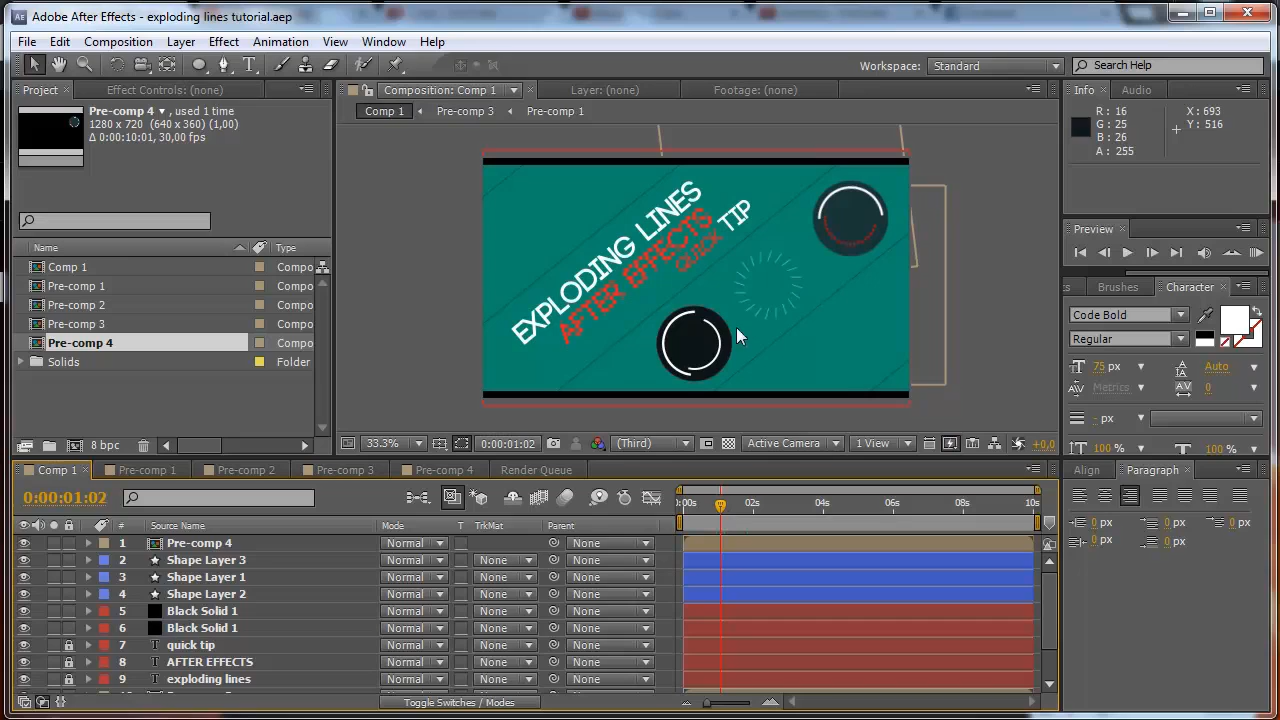 Adobe After Effects - exploding lines tutorial.aep
File Edit Composition Layer Effect Animation View Window Help
Workspace: Standard Search Help
Project Effect Controls: (none) Composition: Comp 1 Layer: (none) Footage: (none) Info Audio
Pre-comp 4 , used 1 time
1280 x 720 (640 x 360) (1,00)
Δ 0:00:10:01, 30,00 fps
Comp 1 Pre-comp 3 Pre-comp 1
R : 16
G : 25
B : 26
A : 255
X : 693
Y : 516
Name Type
Comp 1 Compo
Pre-comp 1 Compo
Pre-comp 2 Compo
Pre-comp 3 Compo
Pre-comp 4 Compo
Solids Folder
8 bpc
EXPLODING LINES
AFTER EFFECTS
QUICK TIP
33.3% 0:00:01:02 (Third) Active Camera 1 View +0,0
Preview
Brushes Character
Code Bold
Regular
75 px Auto
Metrics 0
- px
100 % 100 %
Comp 1 Pre-comp 1 Pre-comp 2 Pre-comp 3 Pre-comp 4 Render Queue
Align Paragraph
0 px 0 px 0 px
0 px 0 px
0:00:01:02
:00s 02s 04s 06s 08s 10s
# Source Name Mode T TrkMat Parent
1 Pre-comp 4 Normal None
2 Shape Layer 3 Normal None None
3 Shape Layer 1 Normal None None
4 Shape Layer 2 Normal None None
5 Black Solid 1 Normal None None
6 Black Solid 1 Normal None None
7 quick tip Normal None None
8 AFTER EFFECTS Normal None None
9 exploding lines Normal None None
Toggle Switches / Modes